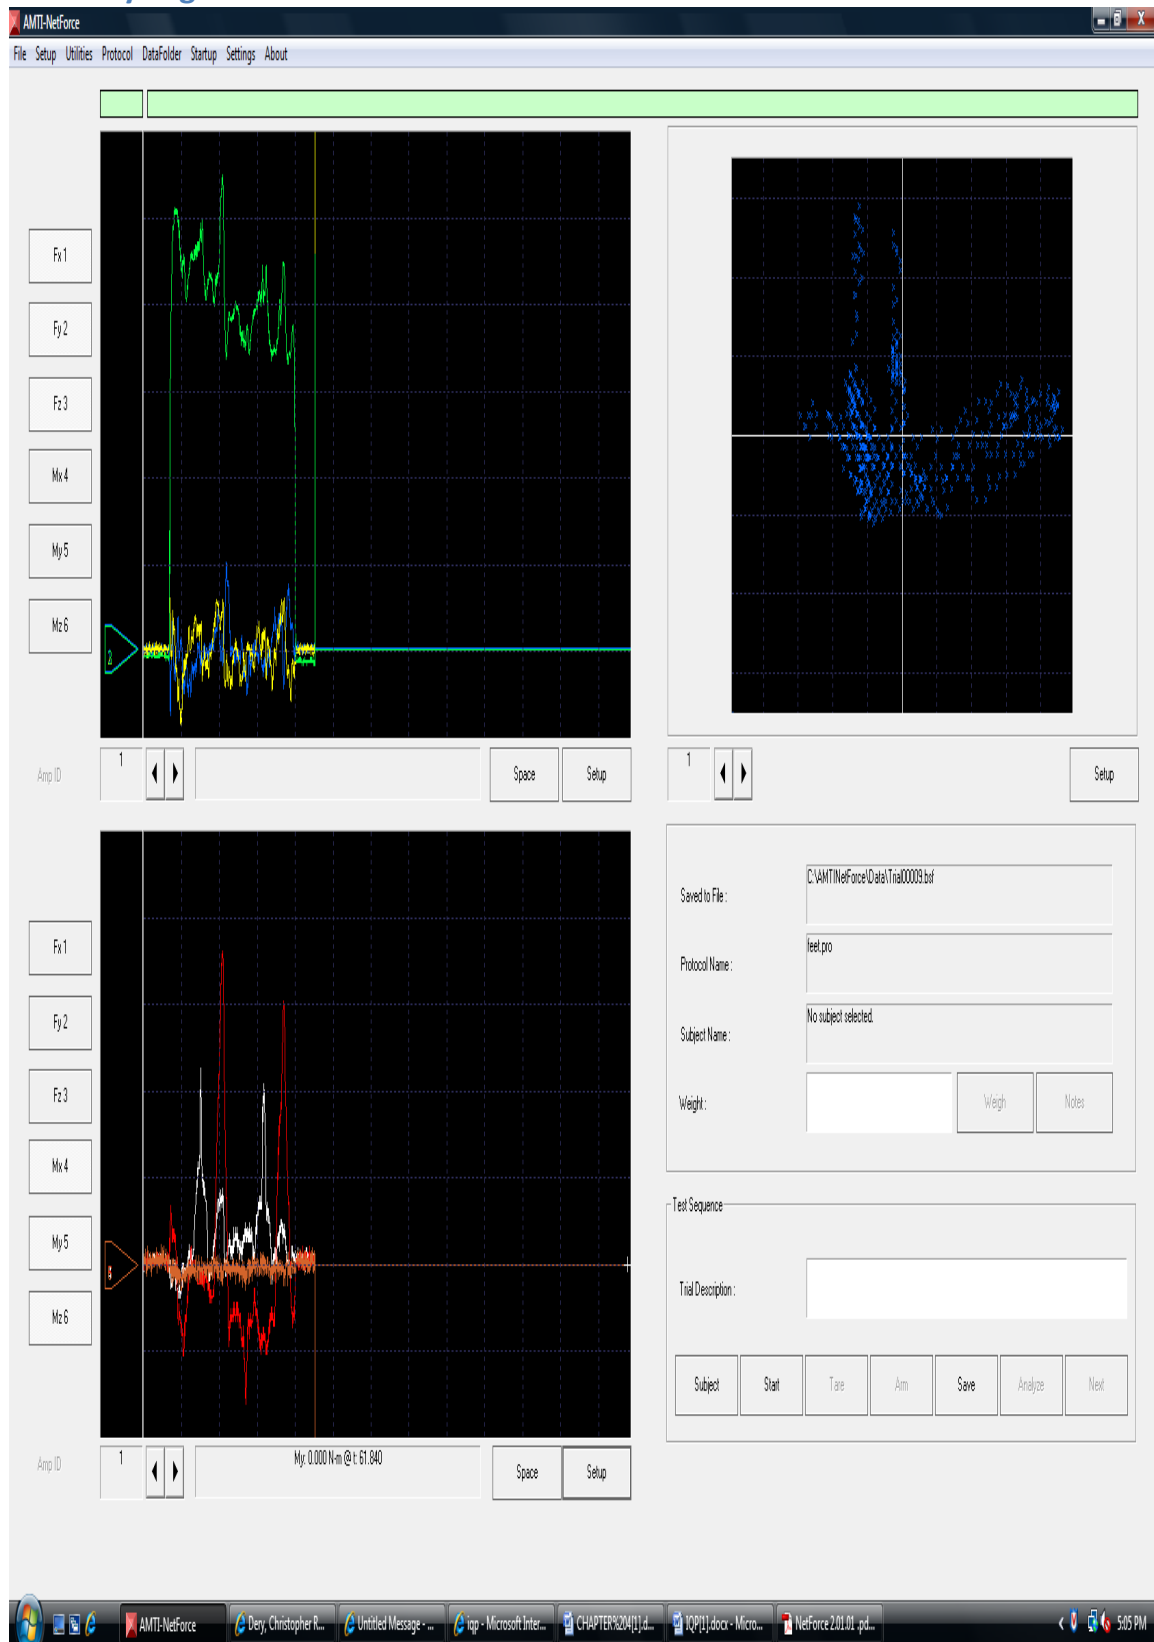 AMTI-NetForce
File Setup Utilities Protocol DataFolder Startup Settings About
Fx 1
Fy 2
Fz 3
Mx 4
My 5
Mz 6
2
Amp ID
1
Space
Setup
1
Setup
Fx 1
Fy 2
Fz 3
Mx 4
My 5
Mz 6
Amp ID
1
My: 0.000 N-m @ t: 61.840
Space
Setup
Saved to File :
C:\AMTINetForce\Data\Trial00009.bsf
Protocol Name :
feet.pro
Subject Name :
No subject selected.
Weight :
Weigh
Notes
Test Sequence
Trial Description :
Subject
Start
Tare
Arm
Save
Analyze
Next
AMTI-NetForce
Dery, Christopher R...
Untitled Message - ...
iqp - Microsoft Inter...
CHAPTER%204[1].d...
IQP[1].docx - Micro...
NetForce 2.01.01 .pd...
5:05 PM